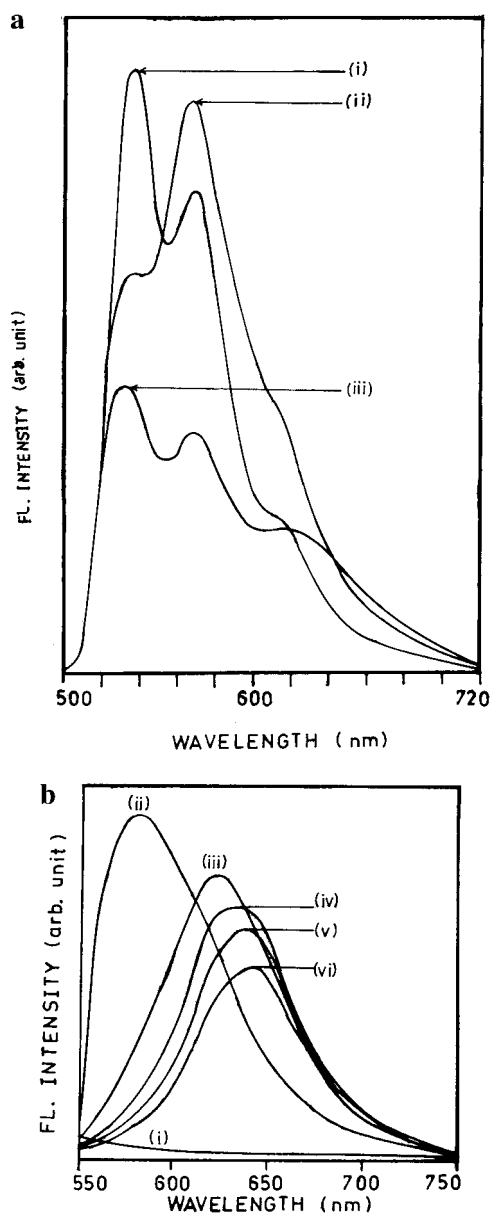 a
(i)
(ii)
(iii)
FL. INTENSITY (arb. unit)
500 600 720
WAVELENGTH (nm)
b
(ii)
(iii)
(iv)
(v)
(vi)
(i)
FL. INTENSITY (arb. unit)
550 600 650 700 750
WAVELENGTH (nm)